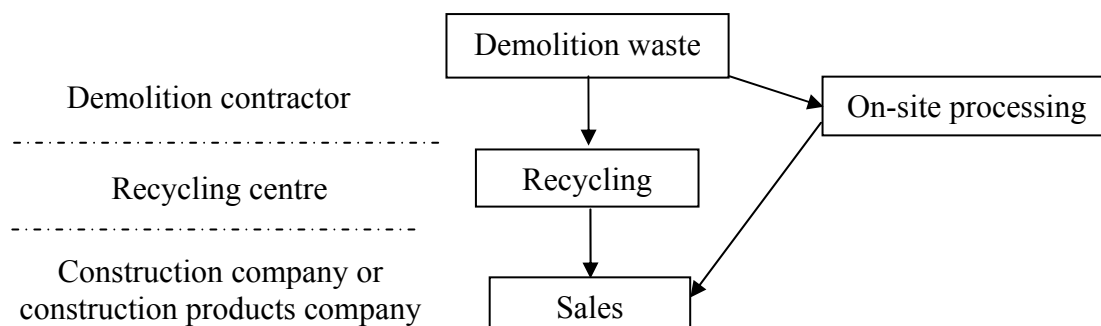 Demolition waste
Demolition contractor
On-site processing
Recycling
Recycling centre
Construction company or
construction products company
Sales